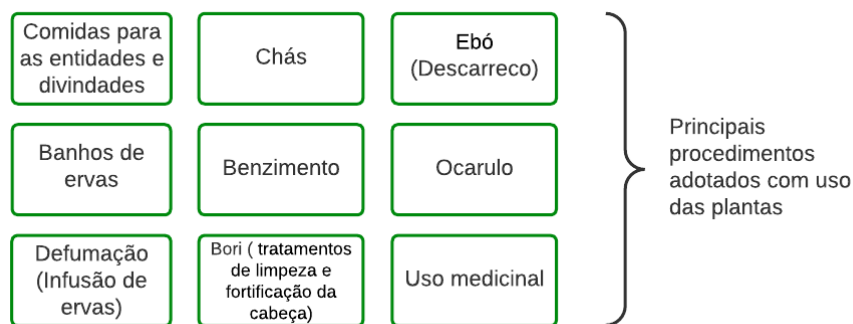 Comidas para
as entidades e
divindades
Chás
Ebó
(Descarreco)
Banhos de
ervas
Benzimento
Ocarulo
Defumação
(Infusão de
ervas)
Bori ( tratamentos
de limpeza e
fortificação da
cabeça)
Uso medicinal
Principais
procedimentos
adotados com uso
das plantas